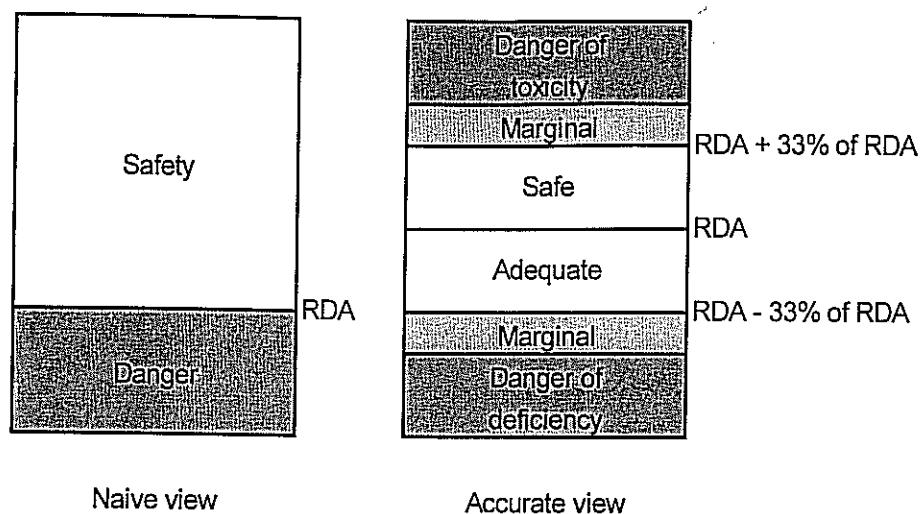 Safety
RDA
Danger
Naive view
Danger of
toxicity
Marginal
RDA + 33% of RDA
Safe
RDA
Adequate
RDA - 33% of RDA
Marginal
Danger of
deficiency
Accurate view